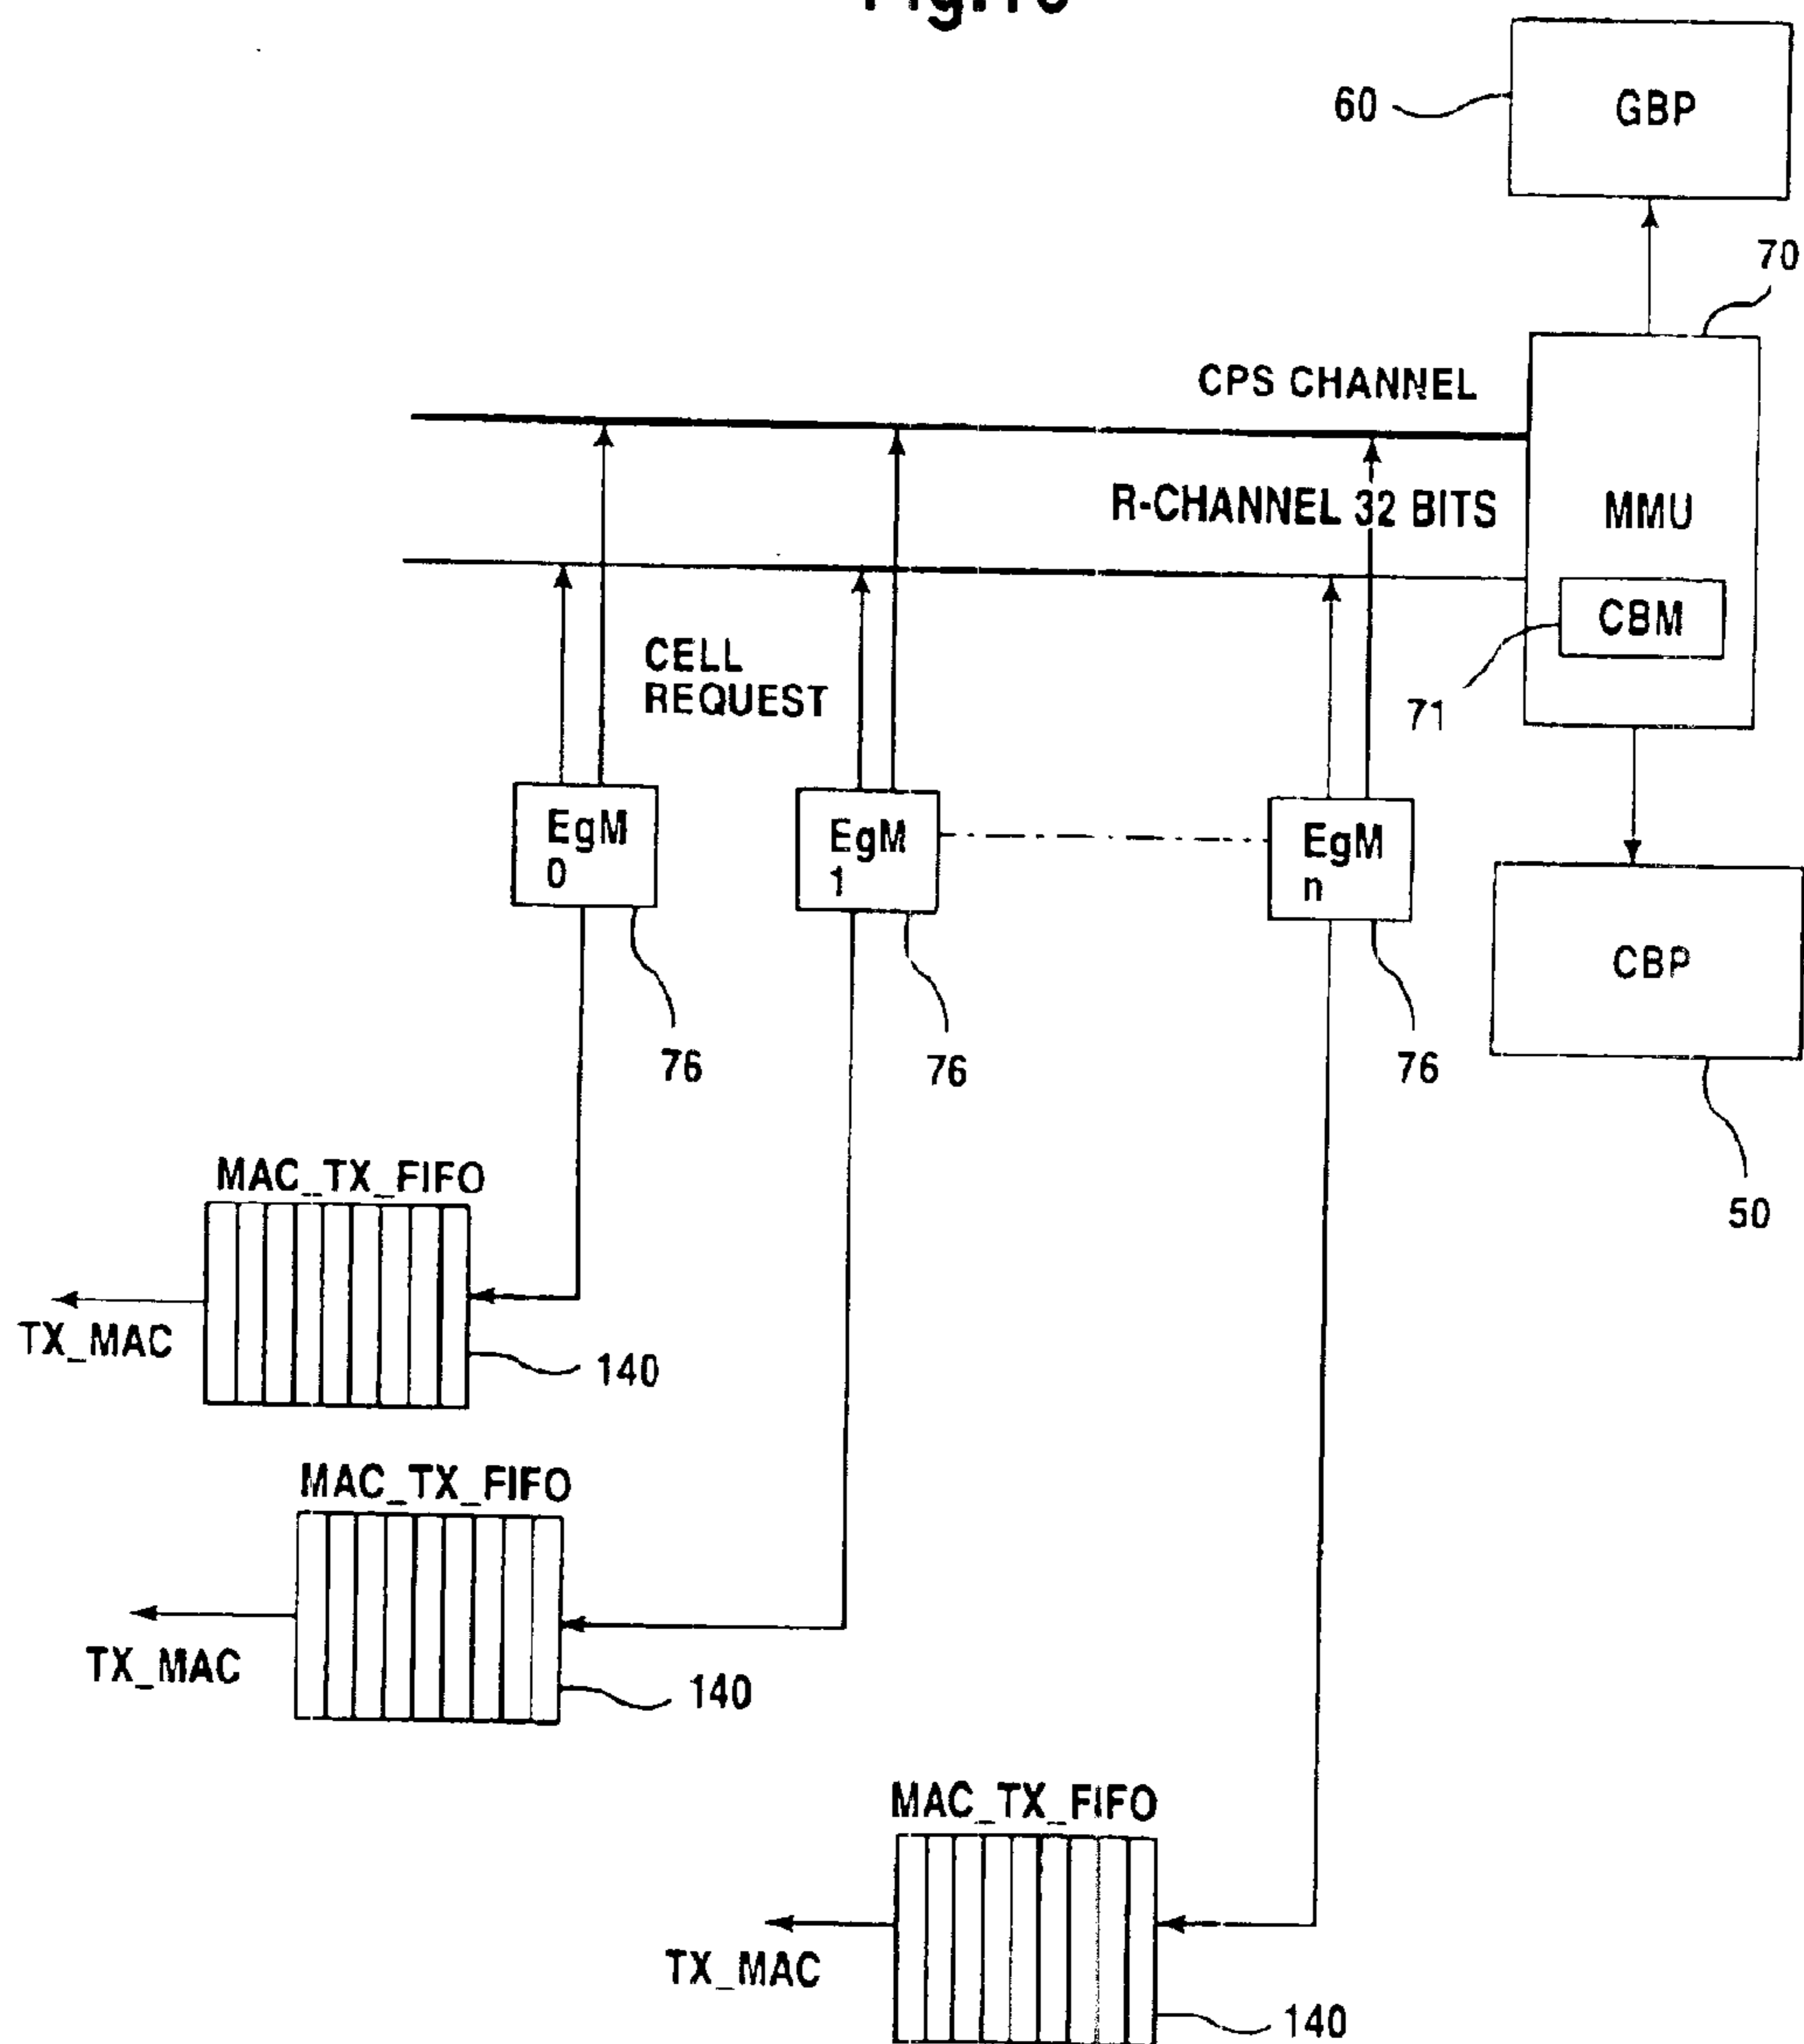 GBP
60
70
CPS CHANNEL
R-CHANNEL 32 BITS
MMU
CBM
CELL
REQUEST
71
EgM
0
EgM
1
EgM
n
CBP
76
76
76
MAC_TX_FIFO
50
TX_MAC
140
MAC_TX_FIFO
TX_MAC
140
MAC_TX_FIFO
TX_MAC
140